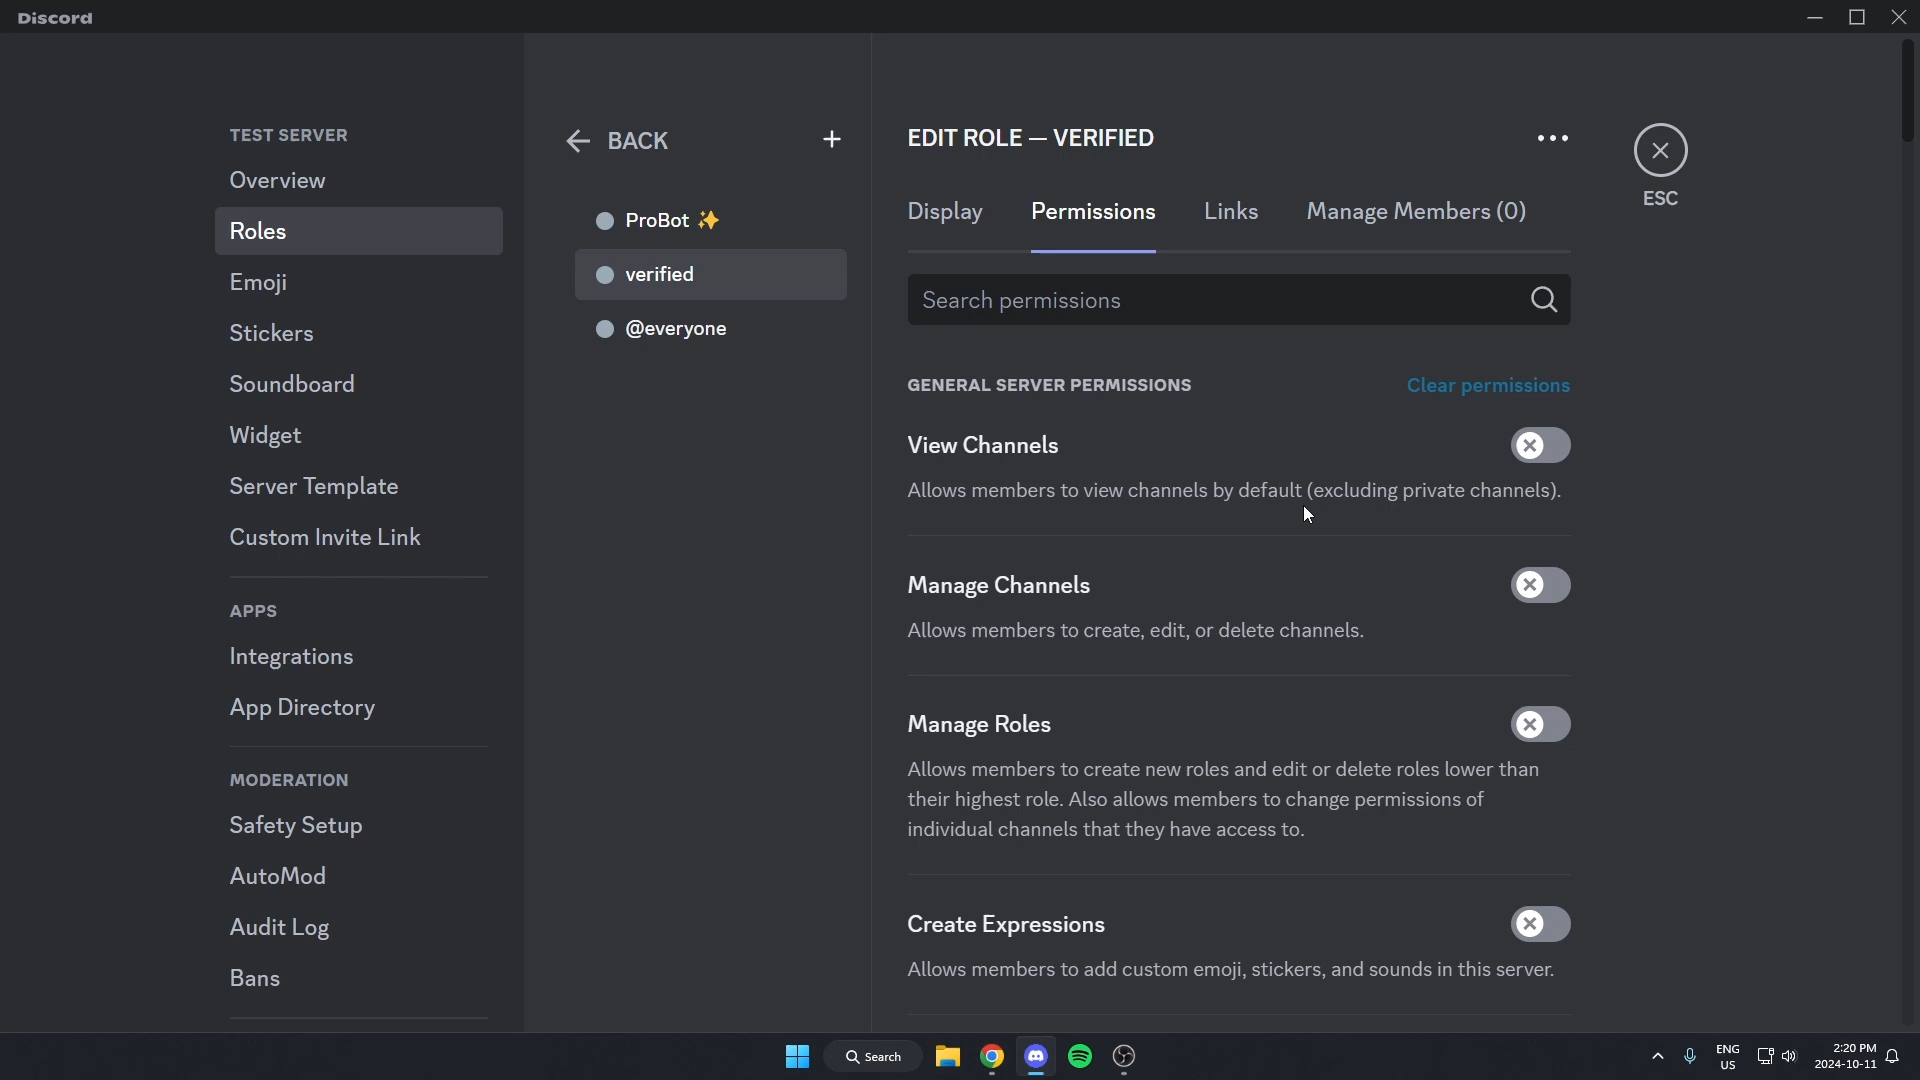 Discord
TEST SERVER
Overview
Roles
Emoji
Stickers
Soundboard
Widget
Server Template
Custom Invite Link
APPS
Integrations
App Directory
MODERATION
Safety Setup
AutoMod
Audit Log
Bans
BACK
ProBot ✨
verified
@everyone
EDIT ROLE — VERIFIED
Display
Permissions
Links
Manage Members (0)
Search permissions
GENERAL SERVER PERMISSIONS
Clear permissions
View Channels
Allows members to view channels by default (excluding private channels).
Manage Channels
Allows members to create, edit, or delete channels.
Manage Roles
Allows members to create new roles and edit or delete roles lower than
their highest role. Also allows members to change permissions of
individual channels that they have access to.
Create Expressions
Allows members to add custom emoji, stickers, and sounds in this server.
ESC
Search
ENG
US
2:20 PM
2024-10-11